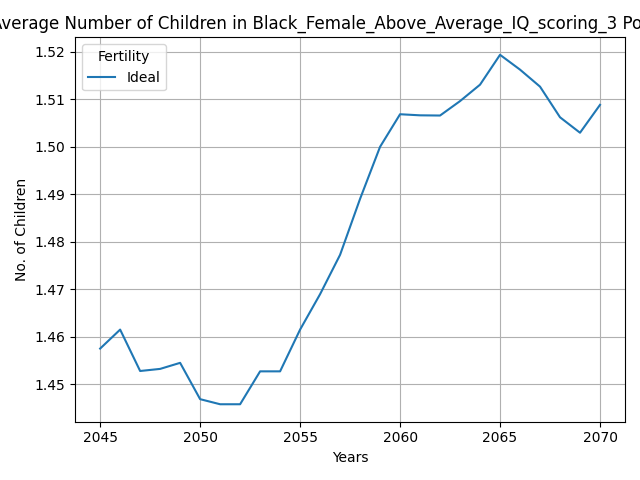 Average Number of Children in Black_Female_Above_Average_IQ_scoring_3 Po
Fertility
Ideal
No. of Children
1.52
1.51
1.50
1.49
1.48
1.47
1.46
1.45
2045 2050 2055 2060 2065 2070
Years